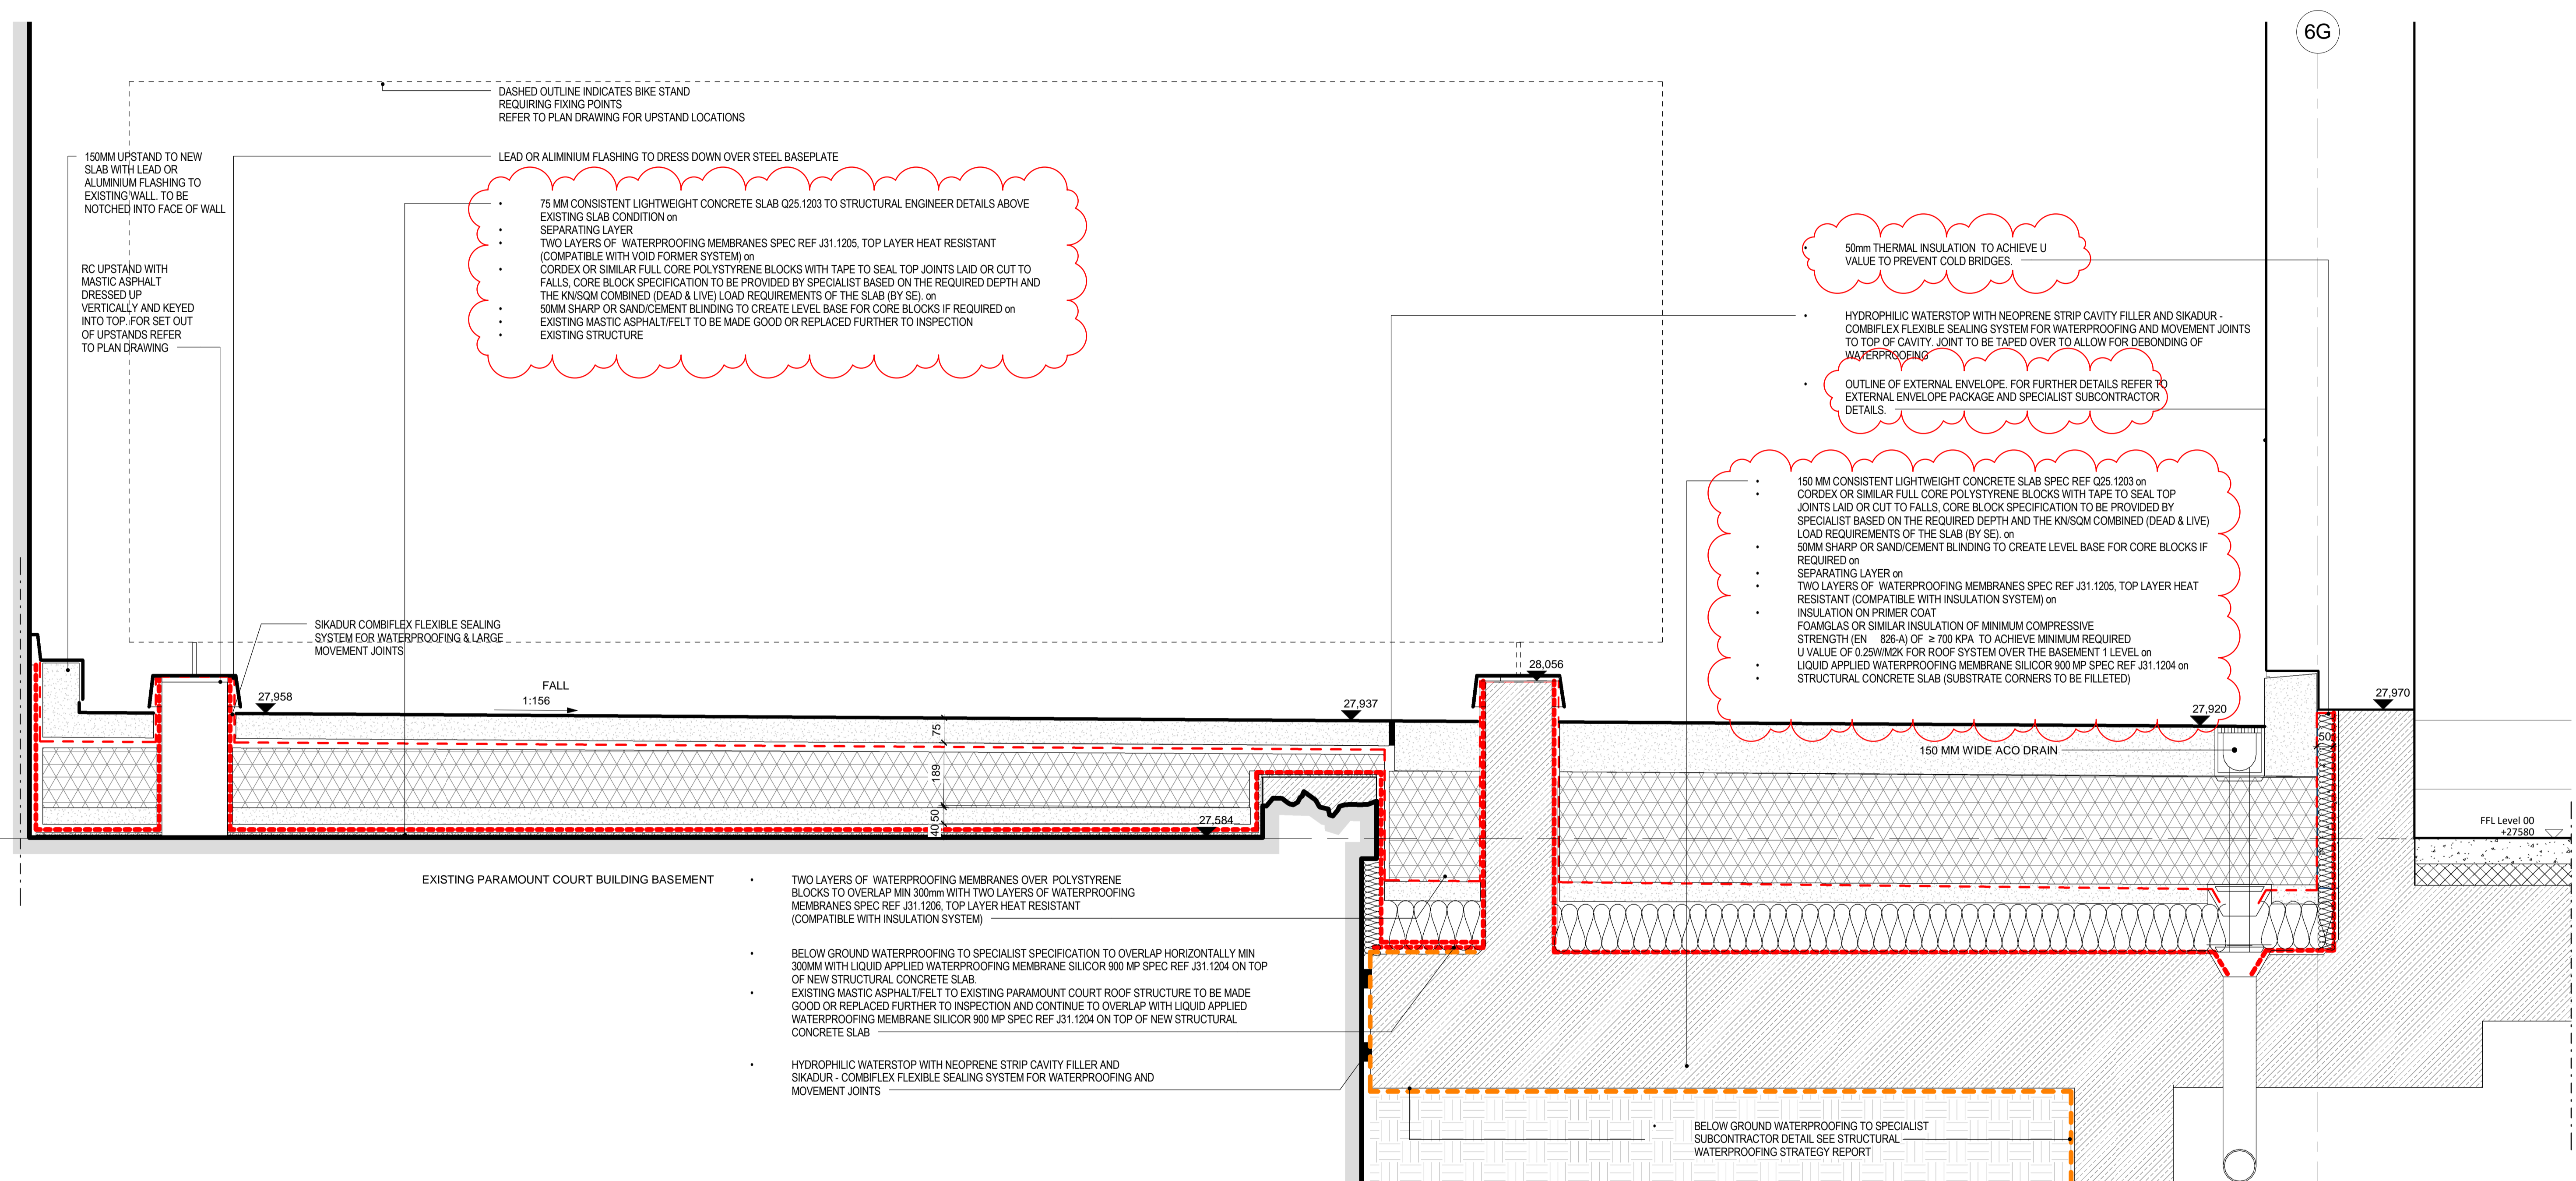 6G
DASHED OUTLINE INDICATES BIKE STAND
REQUIRING FIXING POINTS
REFER TO PLAN DRAWING FOR UPSTAND LOCATIONS
150MM UPSTAND TO NEW
SLAB WITH LEAD OR
ALUMINIUM FLASHING TO
EXISTING WALL. TO BE
NOTCHED INTO FACE OF WALL
LEAD OR ALIMINIUM FLASHING TO DRESS DOWN OVER STEEL BASEPLATE
• 75 MM CONSISTENT LIGHTWEIGHT CONCRETE SLAB Q25.1203 TO STRUCTURAL ENGINEER DETAILS ABOVE
EXISTING SLAB CONDITION on
• SEPARATING LAYER
• TWO LAYERS OF WATERPROOFING MEMBRANES SPEC REF J31.1205, TOP LAYER HEAT RESISTANT
(COMPATIBLE WITH VOID FORMER SYSTEM) on
• CORDEX OR SIMILAR FULL CORE POLYSTYRENE BLOCKS WITH TAPE TO SEAL TOP JOINTS LAID OR CUT TO
FALLS, CORE BLOCK SPECIFICATION TO BE PROVIDED BY SPECIALIST BASED ON THE REQUIRED DEPTH AND
THE KN/SQM COMBINED (DEAD & LIVE) LOAD REQUIREMENTS OF THE SLAB (BY SE). on
• 50MM SHARP OR SAND/CEMENT BLINDING TO CREATE LEVEL BASE FOR CORE BLOCKS IF REQUIRED on
• EXISTING MASTIC ASPHALT/FELT TO BE MADE GOOD OR REPLACED FURTHER TO INSPECTION
• EXISTING STRUCTURE
RC UPSTAND WITH
MASTIC ASPHALT
DRESSED UP
VERTICALLY AND KEYED
INTO TOP. FOR SET OUT
OF UPSTANDS REFER
TO PLAN DRAWING
• 50mm THERMAL INSULATION TO ACHIEVE U
VALUE TO PREVENT COLD BRIDGES.
• HYDROPHILIC WATERSTOP WITH NEOPRENE STRIP CAVITY FILLER AND SIKADUR -
COMBIFLEX FLEXIBLE SEALING SYSTEM FOR WATERPROOFING AND MOVEMENT JOINTS
TO TOP OF CAVITY. JOINT TO BE TAPED OVER TO ALLOW FOR DEBONDING OF
WATERPROOFING
• OUTLINE OF EXTERNAL ENVELOPE. FOR FURTHER DETAILS REFER TO
EXTERNAL ENVELOPE PACKAGE AND SPECIALIST SUBCONTRACTOR
DETAILS.
• 150 MM CONSISTENT LIGHTWEIGHT CONCRETE SLAB SPEC REF Q25.1203 on
• CORDEX OR SIMILAR FULL CORE POLYSTYRENE BLOCKS WITH TAPE TO SEAL TOP
JOINTS LAID OR CUT TO FALLS, CORE BLOCK SPECIFICATION TO BE PROVIDED BY
SPECIALIST BASED ON THE REQUIRED DEPTH AND THE KN/SQM COMBINED (DEAD & LIVE)
LOAD REQUIREMENTS OF THE SLAB (BY SE). on
• 50MM SHARP OR SAND/CEMENT BLINDING TO CREATE LEVEL BASE FOR CORE BLOCKS IF
REQUIRED on
• SEPARATING LAYER on
• TWO LAYERS OF WATERPROOFING MEMBRANES SPEC REF J31.1205, TOP LAYER HEAT
RESISTANT (COMPATIBLE WITH INSULATION SYSTEM) on
• INSULATION ON PRIMER COAT
FOAMGLAS OR SIMILAR INSULATION OF MINIMUM COMPRESSIVE
STRENGTH (EN 826-A) OF ≥ 700 KPA TO ACHIEVE MINIMUM REQUIRED
U VALUE OF 0.25W/M2K FOR ROOF SYSTEM OVER THE BASEMENT 1 LEVEL on
• LIQUID APPLIED WATERPROOFING MEMBRANE SILICOR 900 MP SPEC REF J31.1204 on
• STRUCTURAL CONCRETE SLAB (SUBSTRATE CORNERS TO BE FILLETED)
SIKADUR COMBIFLEX FLEXIBLE SEALING
SYSTEM FOR WATERPROOFING & LARGE
MOVEMENT JOINTS
28,056
27,958
FALL
1:156
27,937
27,920
27,970
75
189
50
40
50
150 MM WIDE ACO DRAIN
27,584
FFL Level 00
+27580
EXISTING PARAMOUNT COURT BUILDING BASEMENT
• TWO LAYERS OF WATERPROOFING MEMBRANES OVER POLYSTYRENE
BLOCKS TO OVERLAP MIN 300mm WITH TWO LAYERS OF WATERPROOFING
MEMBRANES SPEC REF J31.1206, TOP LAYER HEAT RESISTANT
(COMPATIBLE WITH INSULATION SYSTEM)
• BELOW GROUND WATERPROOFING TO SPECIALIST SPECIFICATION TO OVERLAP HORIZONTALLY MIN
300MM WITH LIQUID APPLIED WATERPROOFING MEMBRANE SILICOR 900 MP SPEC REF J31.1204 ON TOP
OF NEW STRUCTURAL CONCRETE SLAB.
• EXISTING MASTIC ASPHALT/FELT TO EXISTING PARAMOUNT COURT ROOF STRUCTURE TO BE MADE
GOOD OR REPLACED FURTHER TO INSPECTION AND CONTINUE TO OVERLAP WITH LIQUID APPLIED
WATERPROOFING MEMBRANE SILICOR 900 MP SPEC REF J31.1204 ON TOP OF NEW STRUCTURAL
CONCRETE SLAB
• HYDROPHILIC WATERSTOP WITH NEOPRENE STRIP CAVITY FILLER AND
SIKADUR - COMBIFLEX FLEXIBLE SEALING SYSTEM FOR WATERPROOFING AND
MOVEMENT JOINTS
• BELOW GROUND WATERPROOFING TO SPECIALIST
SUBCONTRACTOR DETAIL SEE STRUCTURAL
WATERPROOFING STRATEGY REPORT